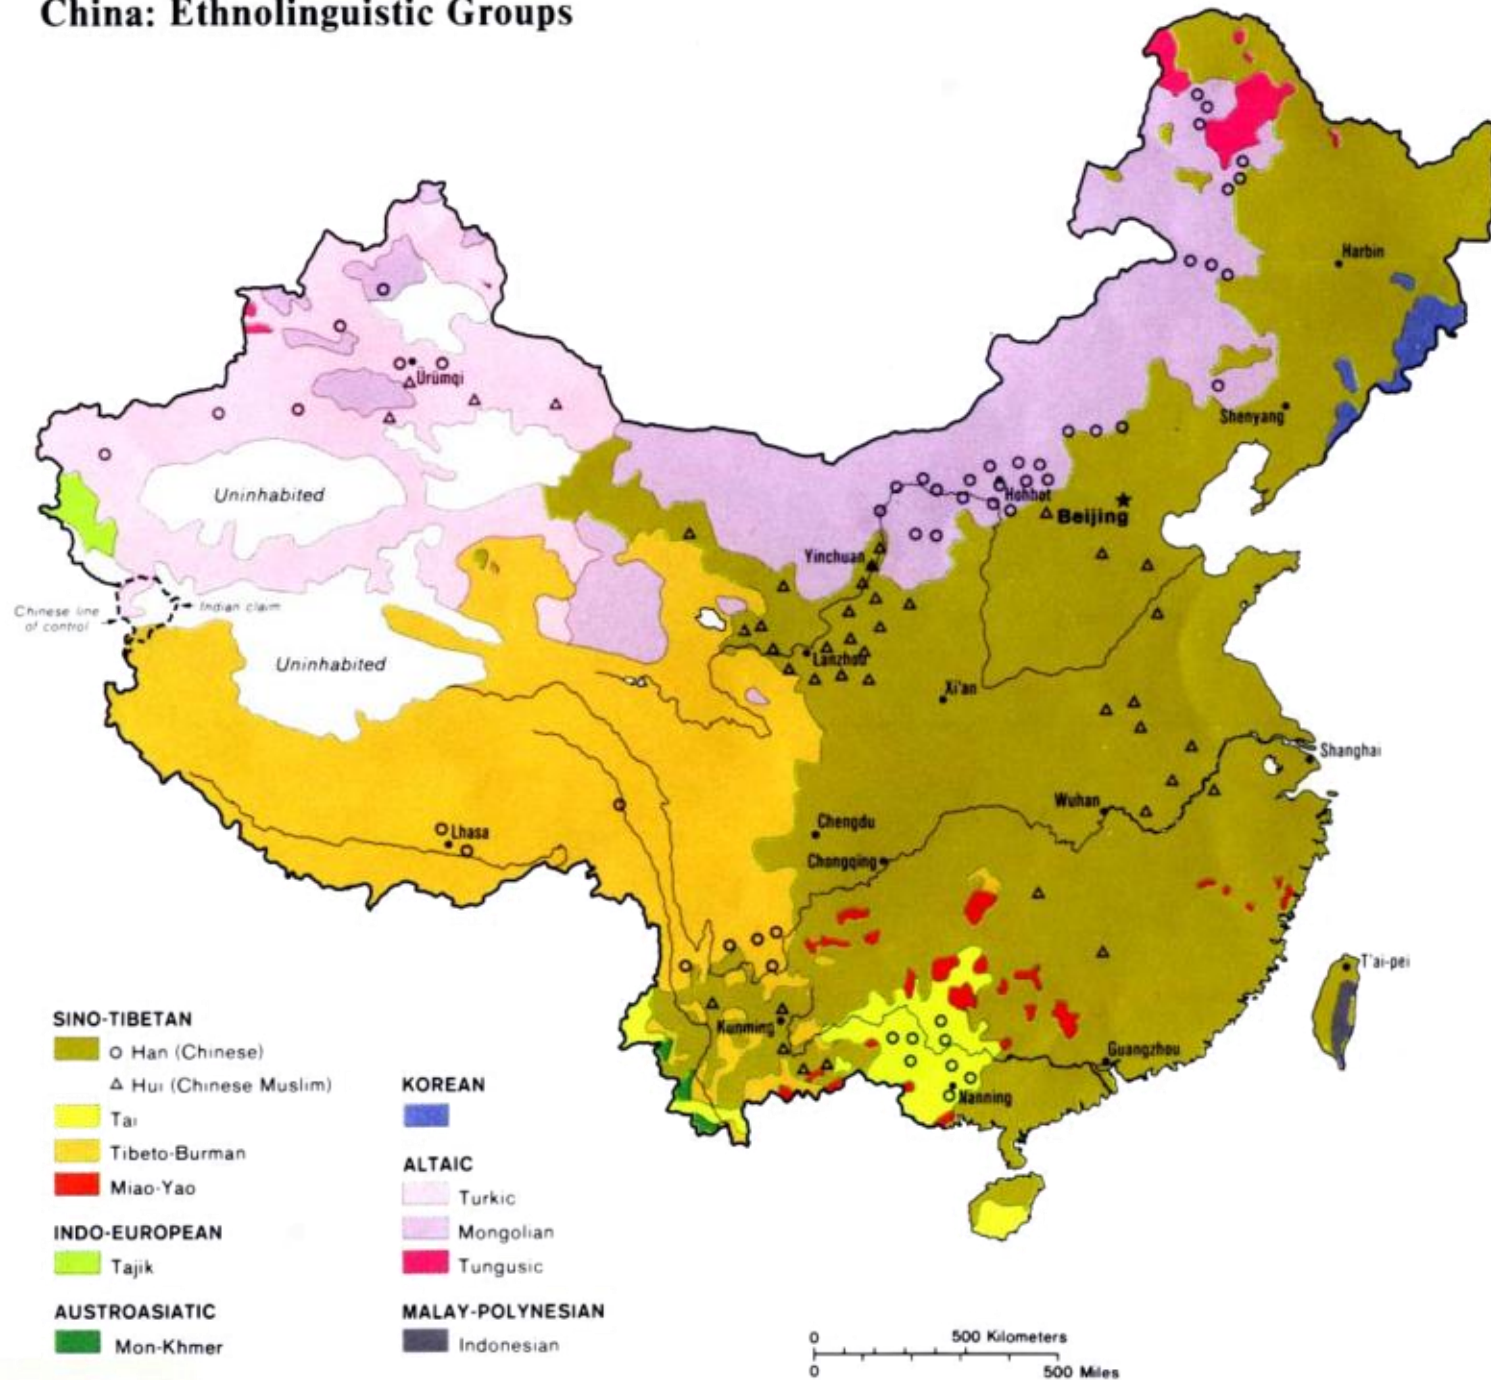 China: Ethnolinguistic Groups
Harbin
Ürümqi
Shenyang
Uninhabited
Hohhot
Beijing
Yinchuan
Chinese line
of control
Indian claim
Uninhabited
Lanzhou
Xi'an
Shanghai
Wuhan
Chengdu
Lhasa
Chongqing
T'ai-pei
Kunming
Guangzhou
Nanning
SINO-TIBETAN
Han (Chinese)
Hui (Chinese Muslim)
Tai
Tibeto-Burman
Miao-Yao
INDO-EUROPEAN
Tajik
AUSTROASIATIC
Mon-Khmer
KOREAN
ALTAIC
Turkic
Mongolian
Tungusic
MALAY-POLYNESIAN
Indonesian
0 500 Kilometers
0 500 Miles